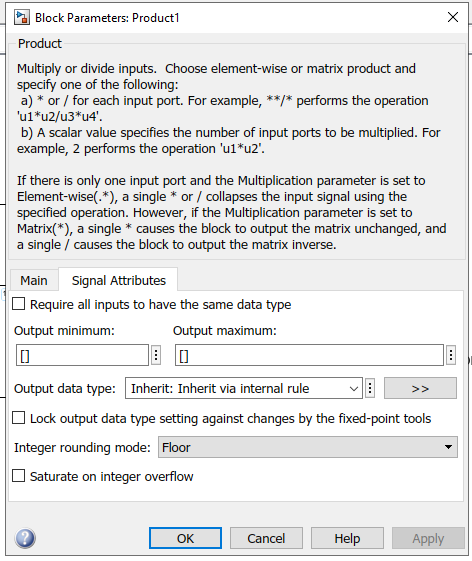 Block Parameters: Product1
Product
Multiply or divide inputs.  Choose element-wise or matrix product and
specify one of the following:
a) * or / for each input port. For example, **/* performs the operation
'u1*u2/u3*u4'.
b) A scalar value specifies the number of input ports to be multiplied. For
example, 2 performs the operation 'u1*u2'.
If there is only one input port and the Multiplication parameter is set to
Element-wise(.*), a single * or / collapses the input signal using the
specified operation. However, if the Multiplication parameter is set to
Matrix(*), a single * causes the block to output the matrix unchanged, and
a single / causes the block to output the matrix inverse.
Main Signal Attributes
Require all inputs to have the same data type
Output minimum: Output maximum:
[] []
Output data type: Inherit: Inherit via internal rule >>
Lock output data type setting against changes by the fixed-point tools
Integer rounding mode: Floor
Saturate on integer overflow
OK Cancel Help Apply